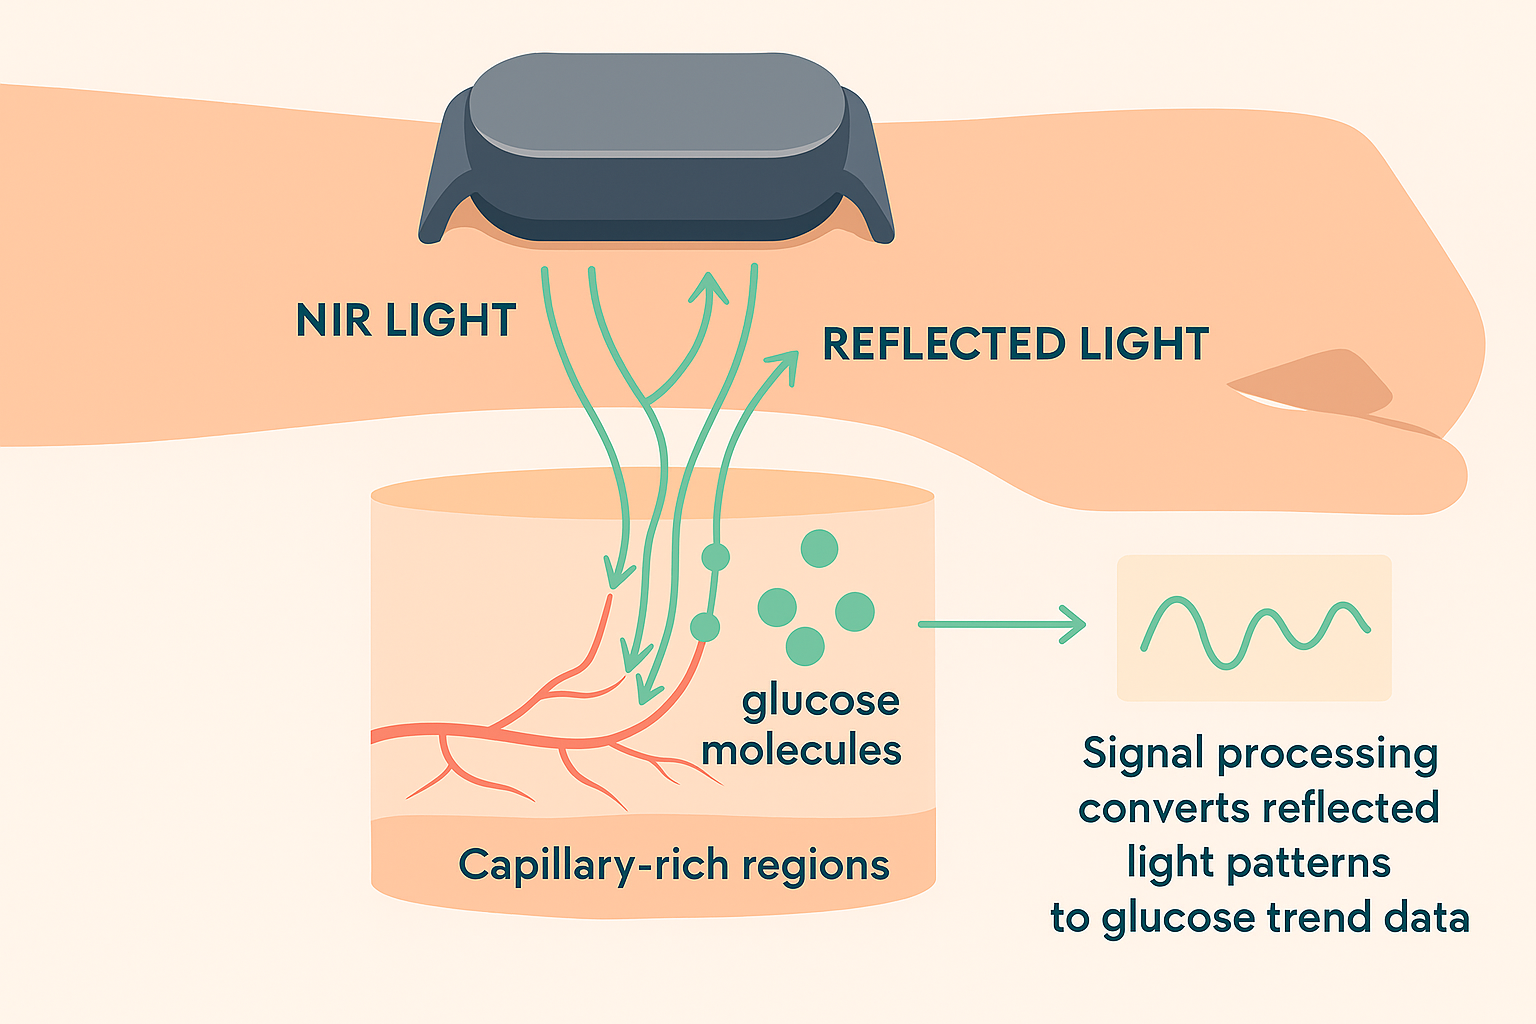 NIR LIGHT
REFLECTED LIGHT
glucose
molecules
Capillary-rich regions
Signal processing
converts reflected
light patterns
to glucose trend data